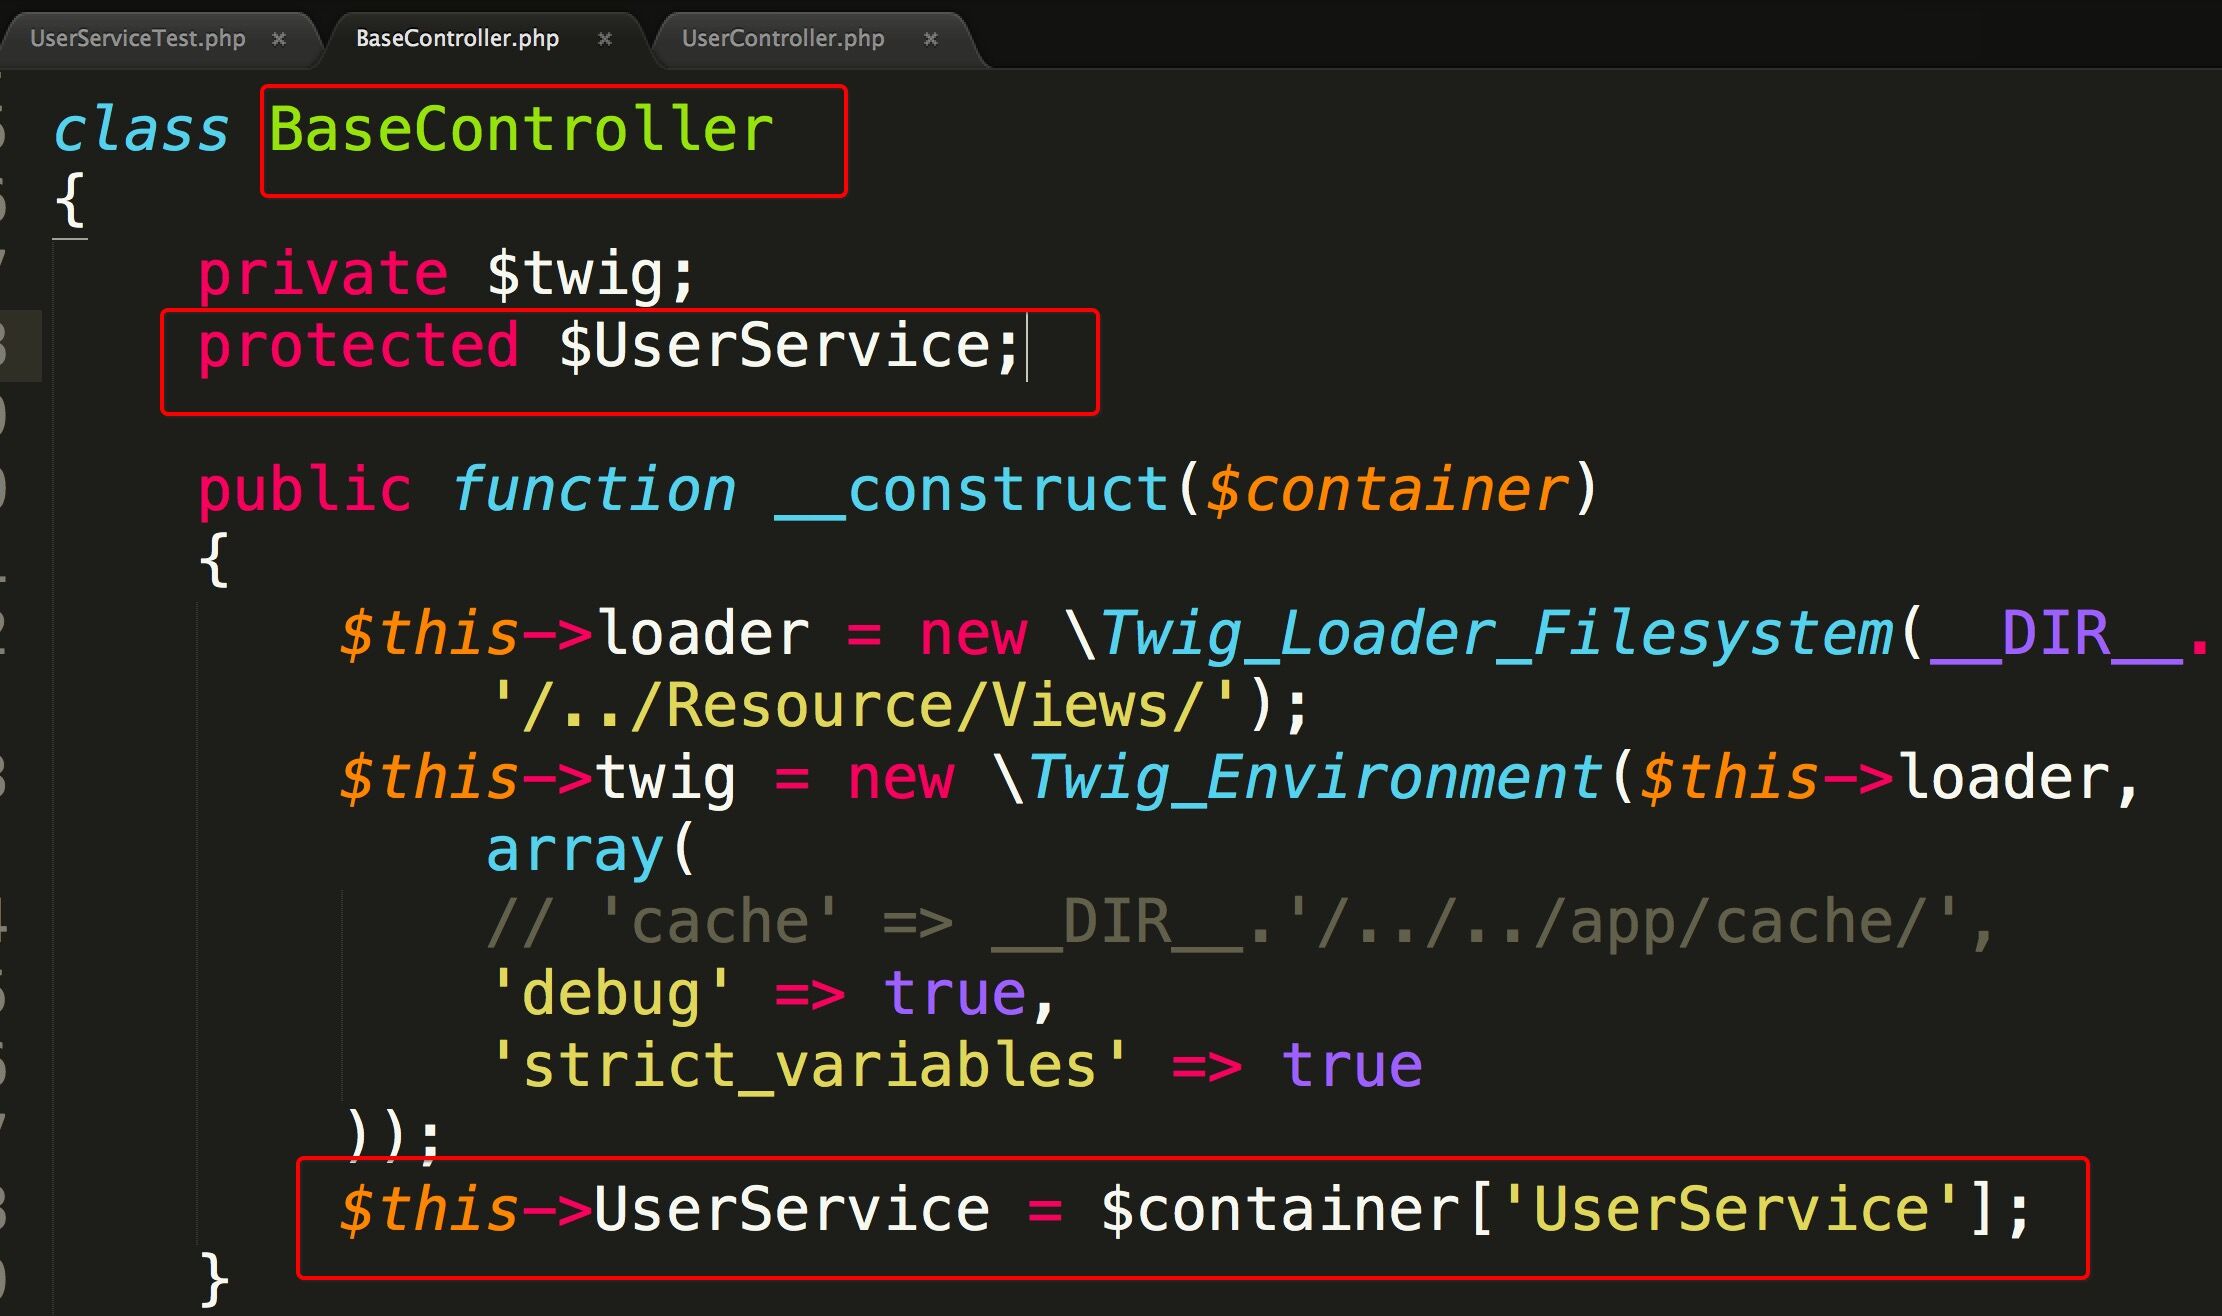 UserServiceTest.php ×
BaseController.php ×
UserController.php ×
class BaseController
{
private $twig;
protected $UserService;
public function __construct($container)
{
$this->loader = new \Twig_Loader_Filesystem(__DIR__.
'/../Resource/Views/');
$this->twig = new \Twig_Environment($this->loader,
array(
// 'cache' => __DIR__.'/../../app/cache/',
'debug' => true,
'strict_variables' => true
));
$this->UserService = $container['UserService'];
}